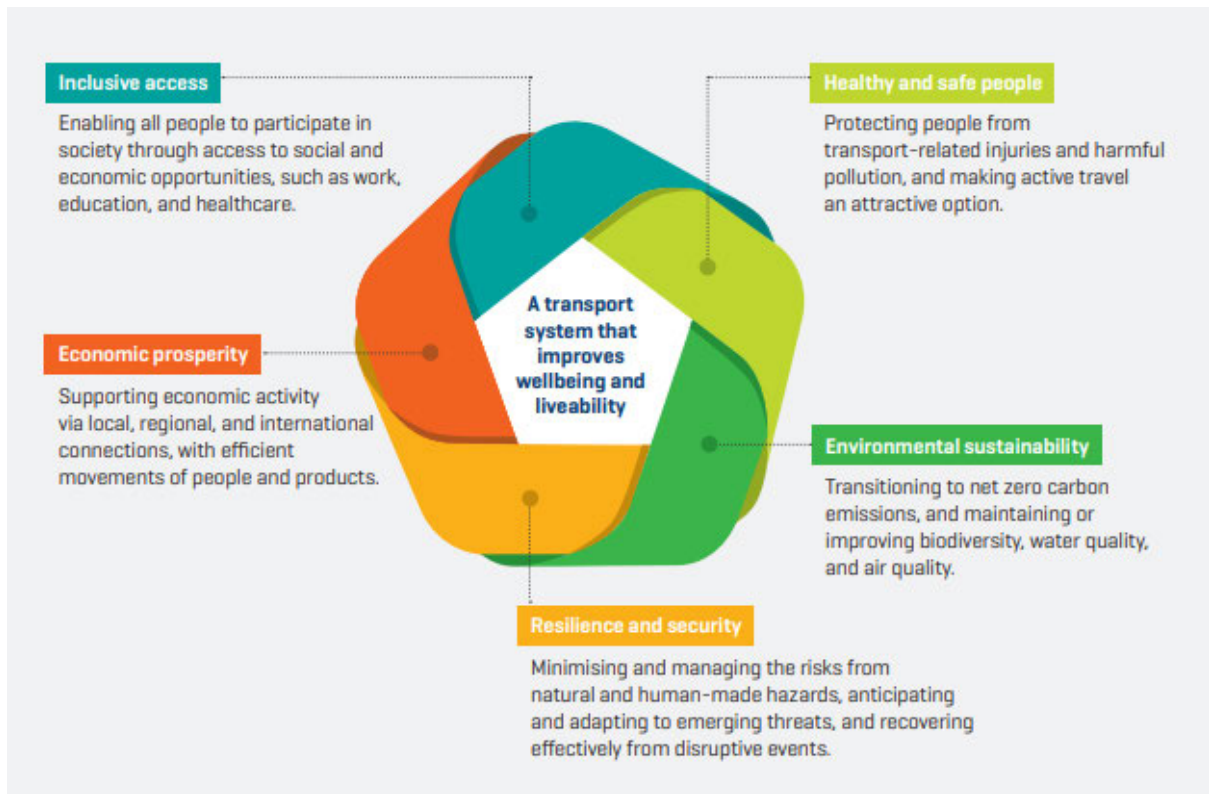 Inclusive access
Enabling all people to participate in
society through access to social and
economic opportunities, such as work,
education, and healthcare.
Healthy and safe people
Protecting people from
transport-related injuries and harmful
pollution, and making active travel
an attractive option.
A transport
system that
improves
wellbeing and
liveability
Economic prosperity
Supporting economic activity
via local, regional, and international
connections, with efficient
movements of people and products.
Environmental sustainability
Transitioning to net zero carbon
emissions, and maintaining or
improving biodiversity, water quality,
and air quality.
Resilience and security
Minimising and managing the risks from
natural and human-made hazards, anticipating
and adapting to emerging threats, and recovering
effectively from disruptive events.